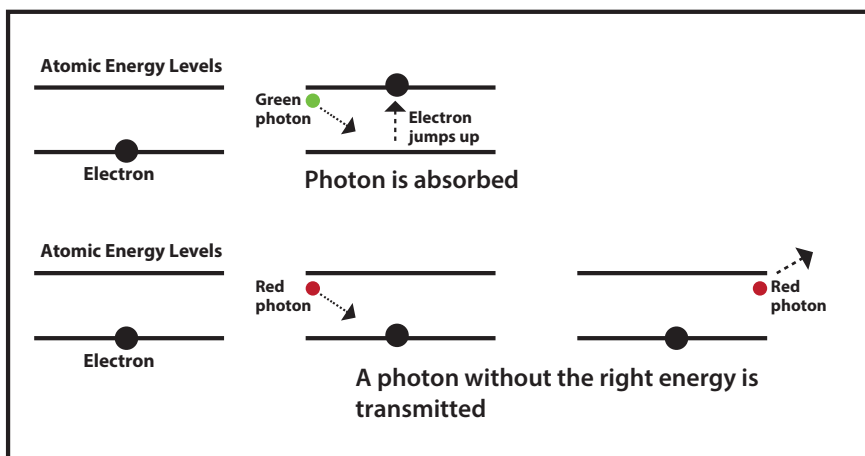 Atomic Energy Levels
Electron
Green
photon
Electron
jumps up
Photon is absorbed
Atomic Energy Levels
Electron
Red
photon
Red
photon
A photon without the right energy is
transmitted